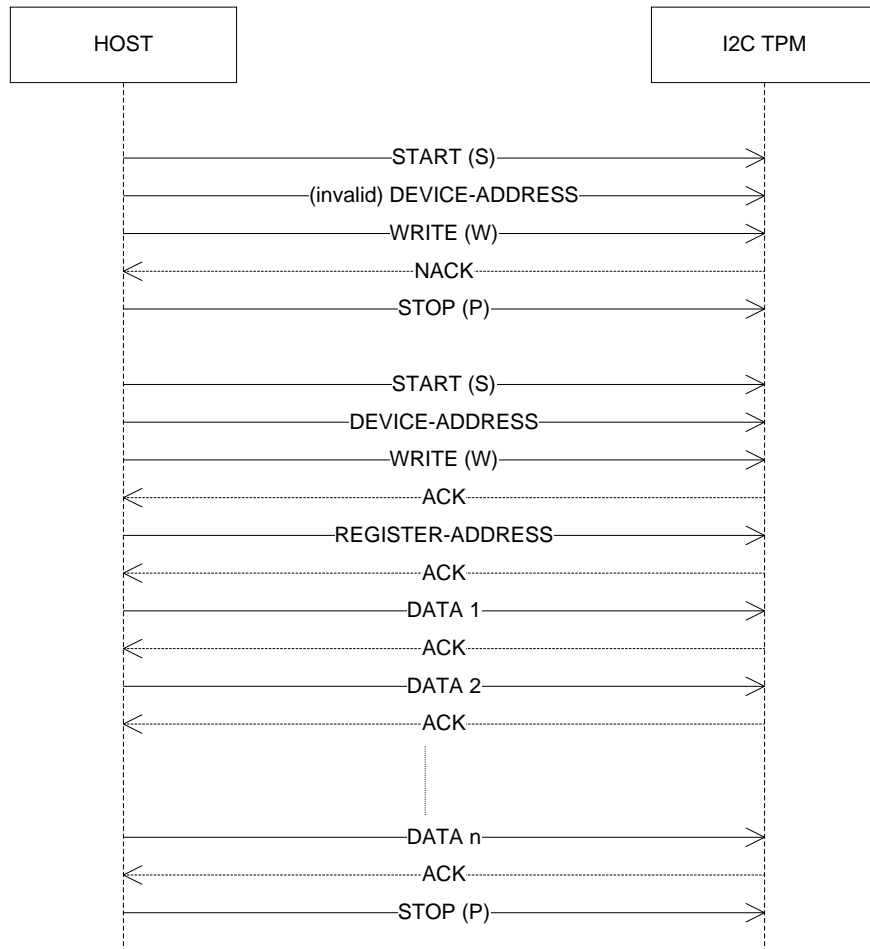 HOST
I2C TPM
START (S)
(invalid) DEVICE-ADDRESS
WRITE (W)
NACK
STOP (P)
START (S)
DEVICE-ADDRESS
WRITE (W)
ACK
REGISTER-ADDRESS
ACK
DATA 1
ACK
DATA 2
ACK
DATA n
ACK
STOP (P)